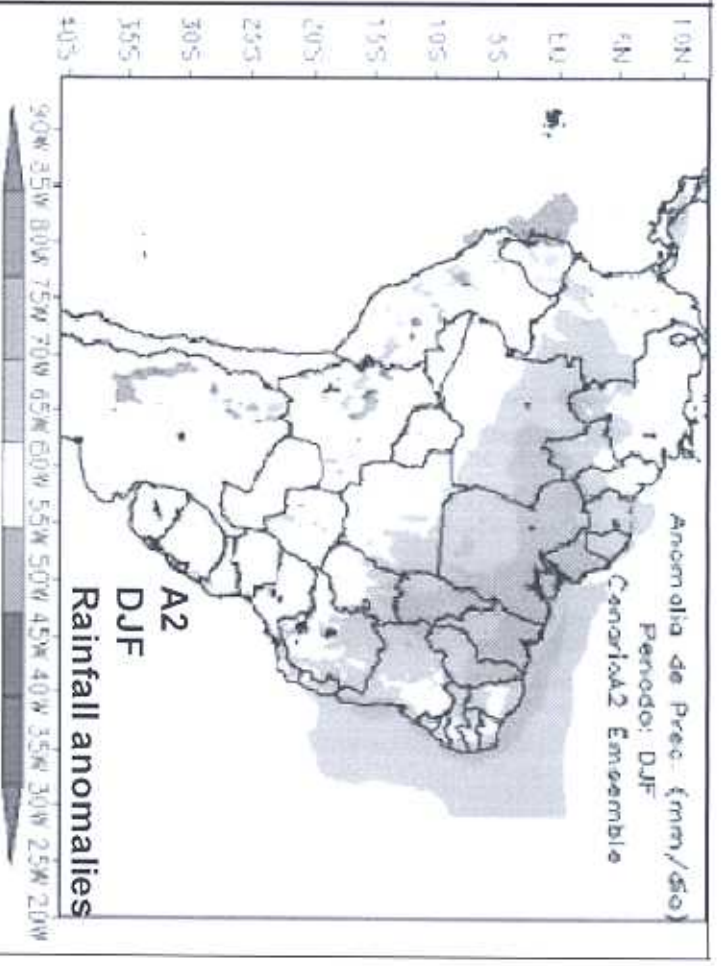 Anomalia de Prec. (mm/dia)
Periodo: DJF
CenarioA2 Ensemble
10N
5N
EQ
5S
10S
15S
20S
25S
30S
35S
40S
A2
DJF
Rainfall anomalies
90W 85W 80W 75W 70W 65W 60W 55W 50W 45W 40W 35W 30W 25W 20W